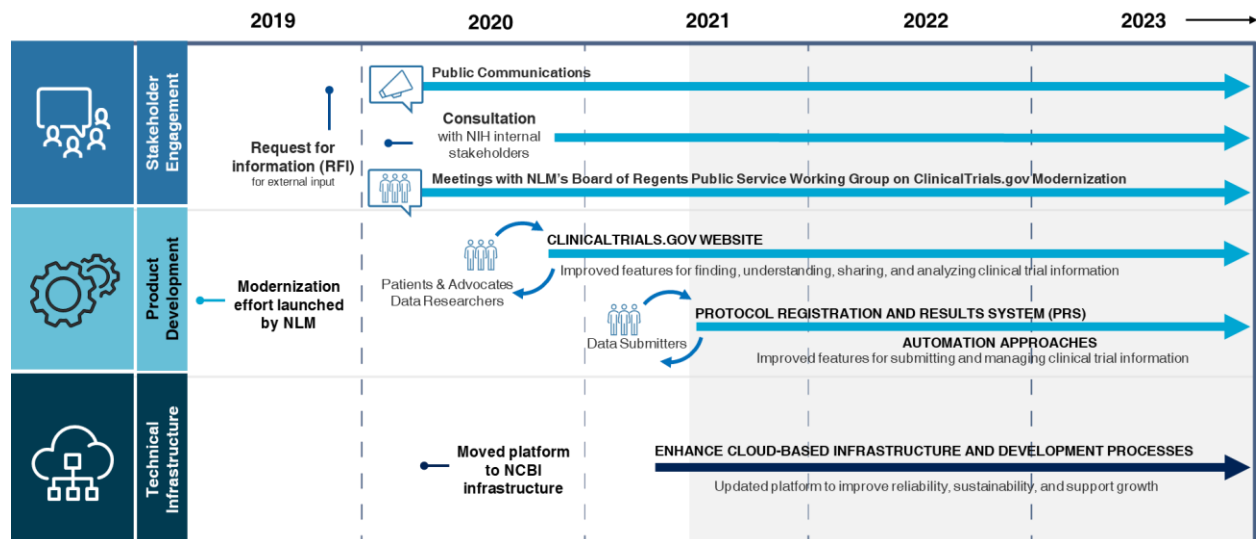 2019
2020
2021
2022
2023
Stakeholder
Engagement
Public Communications
Consultation
with NIH internal
stakeholders
Request for
information (RFI)
for external input
Meetings with NLM's Board of Regents Public Service Working Group on ClinicalTrials.gov Modernization
Product
Development
Modernization
effort launched
by NLM
Patients & Advocates
Data Researchers
CLINICALTRIALS.GOV WEBSITE
Improved features for finding, understanding, sharing, and analyzing clinical trial information
Data Submitters
PROTOCOL REGISTRATION AND RESULTS SYSTEM (PRS)
AUTOMATION APPROACHES
Improved features for submitting and managing clinical trial information
Technical
Infrastructure
Moved platform
to NCBI
infrastructure
ENHANCE CLOUD-BASED INFRASTRUCTURE AND DEVELOPMENT PROCESSES
Updated platform to improve reliability, sustainability, and support growth